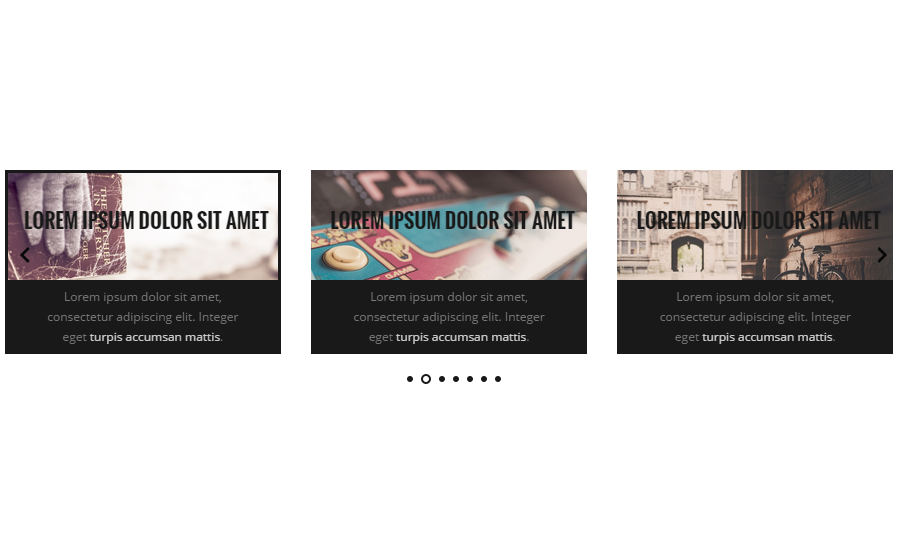 LOREM IPSUM DOLOR SIT AMET
Lorem ipsum dolor sit amet,
consectetur adipiscing elit. Integer
eget turpis accumsan mattis.
LOREM IPSUM DOLOR SIT AMET
GAME
Lorem ipsum dolor sit amet,
consectetur adipiscing elit. Integer
eget turpis accumsan mattis.
LOREM IPSUM DOLOR SIT AMET
Lorem ipsum dolor sit amet,
consectetur adipiscing elit. Integer
eget turpis accumsan mattis.